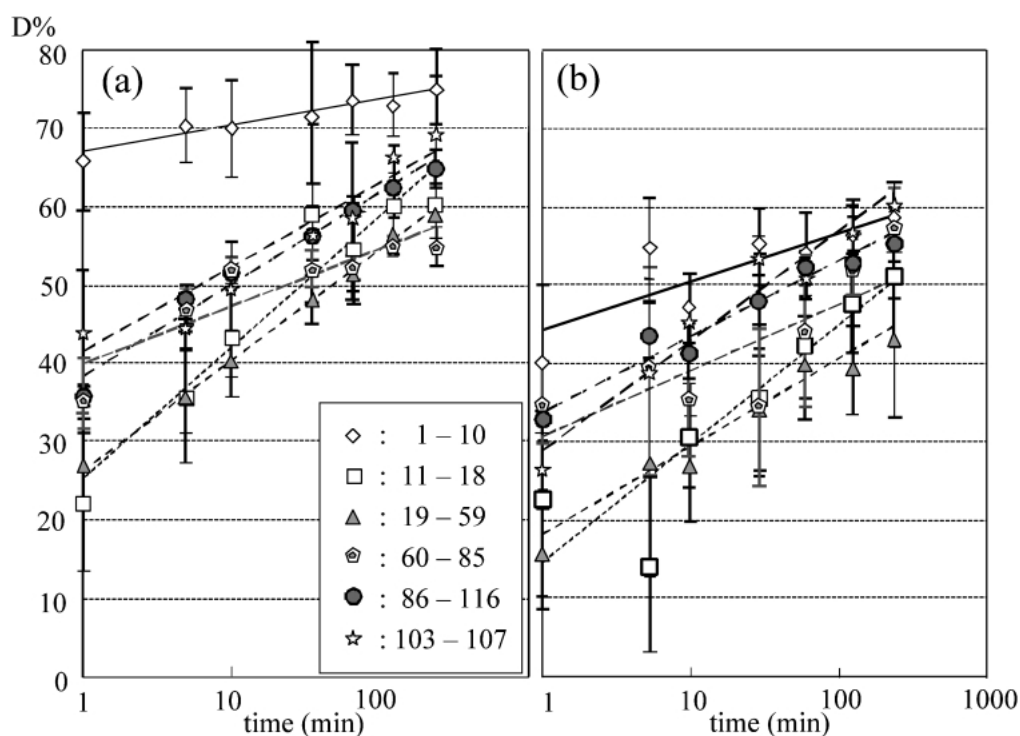 D%
80
70
60
50
40
30
20
10
0
(a)
(b)
: 1 – 10
: 11 – 18
: 19 – 59
: 60 – 85
: 86 – 116
: 103 – 107
1 10 100 1 10 100 1000
time (min) time (min)